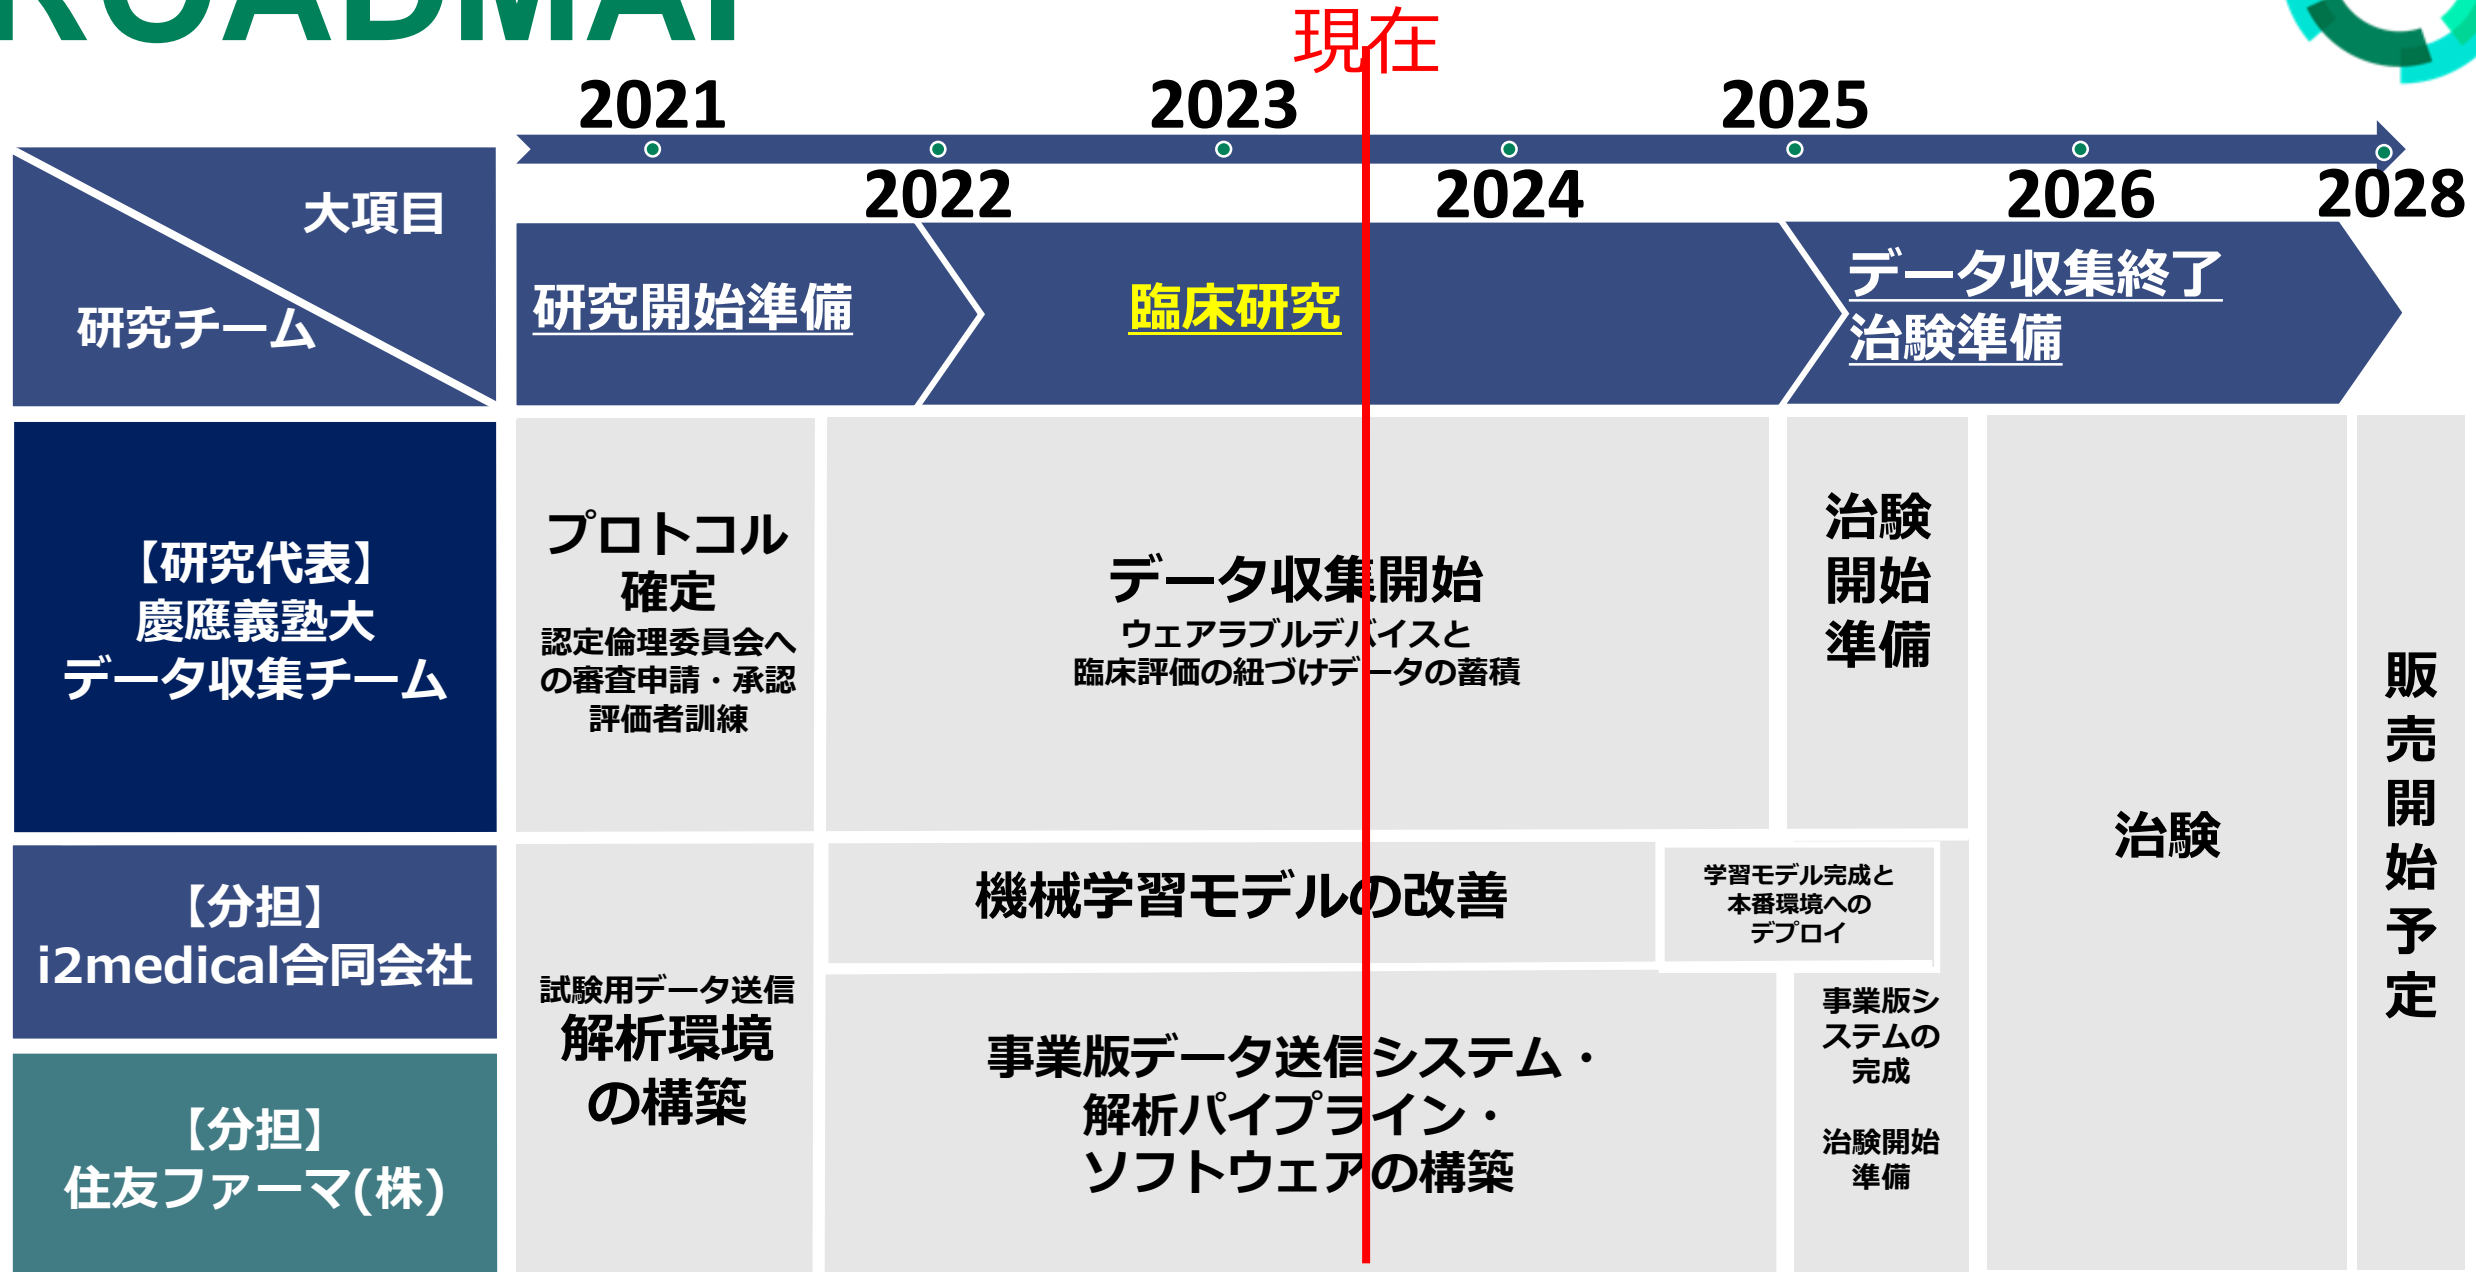 ROADMAP
現在
2021
2023
2025
2022
2024
2026
2028
大項目
研究チーム
研究開始準備
臨床研究
データ収集終了
治験準備
【研究代表】
慶應義塾大
データ収集チーム
プロトコル
確定
認定倫理委員会へ
の審査申請・承認
評価者訓練
データ収集開始
ウェアラブルデバイスと
臨床評価の紐づけデータの蓄積
治験
開始
準備
【分担】
i2medical合同会社
機械学習モデルの改善
学習モデル完成と
本番環境への
デプロイ
試験用データ送信
解析環境
の構築
【分担】
住友ファーマ(株)
事業版データ送信システム・
解析パイプライン・
ソフトウェアの構築
事業版シ
ステムの
完成
治験開始
準備
治験
販売開始予定